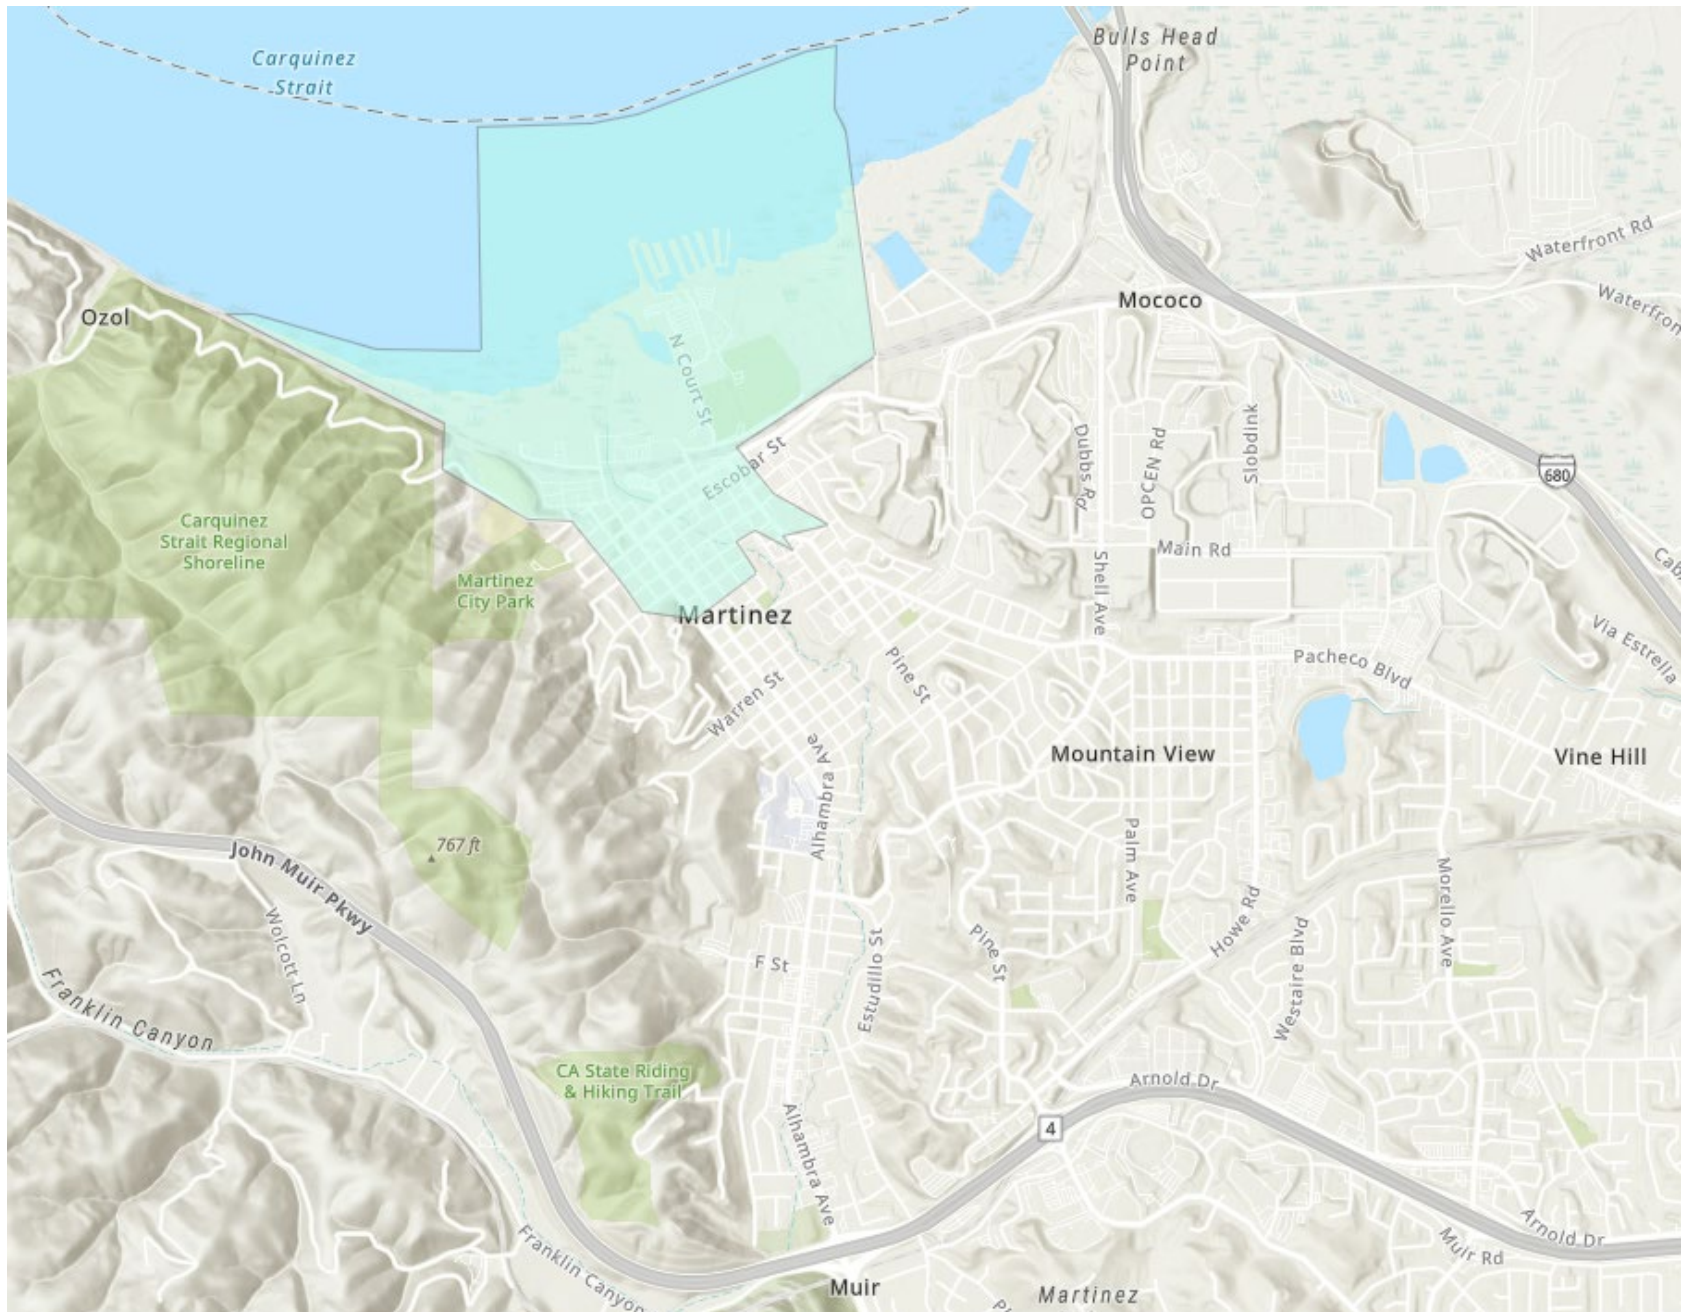 Carquinez
Strait
Bulls Head
Point
Waterfront Rd
Waterfron
Ozol
Mococo
N Court St
Escobar St
Dubbs Rd
OPCEN Rd
Slobdink
680
Carquinez
Strait Regional
Shoreline
Martinez
City Park
Main Rd
Shell Ave
Cab
Martinez
Via Estrella
Pacheco Blvd
Pine St
Warren St
Alhambra Ave
Mountain View
Vine Hill
767 ft
John Muir Pkwy
Palm Ave
Morello Ave
Wolcott Ln
Howe Rd
Westaire Blvd
F St
Estudillo St
Pine St
Franklin Canyon
CA State Riding
& Hiking Trail
Arnold Dr
4
Alhambra Ave
Franklin Canyon
Arnold Dr
Muir Rd
Muir
Martinez